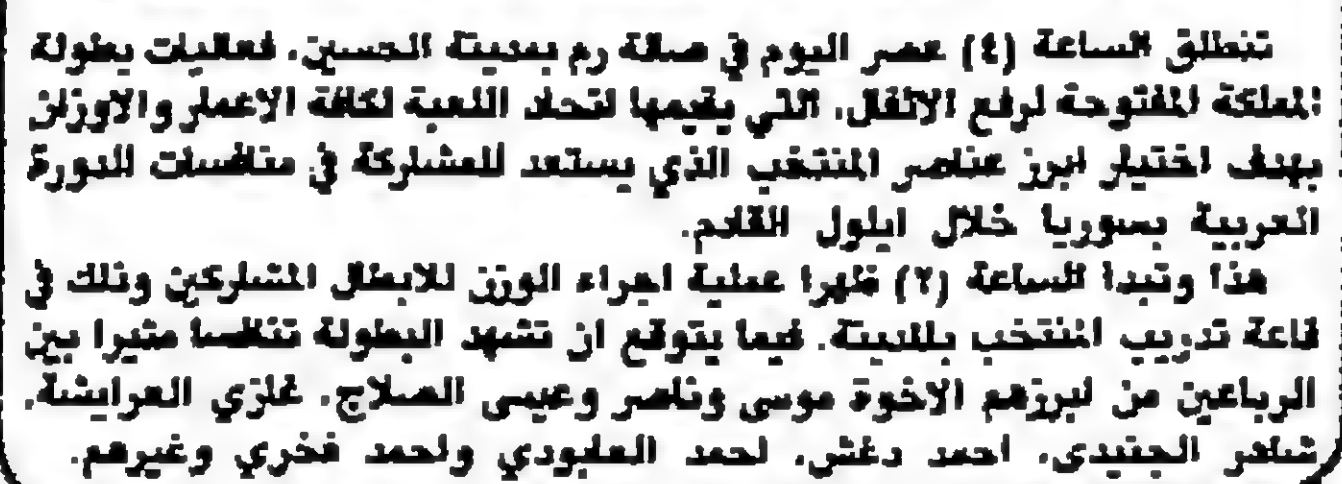 تنطلق الساعة (٤) عصر اليوم في صالة رم بمدينة الحسين، فعاليات بطولة
المملكة المفتوحة لرفع الاثقال، التي يقيمها اتحاد اللعبة لكافة الاعمار والاوزان
بهدف اختيار ابرز عناصر المنتخب الذي يستعد للمشاركة في منافسات الدورة
العربية بسوريا خلال ايلول القادم.
هذا وتبدا الساعة (٢) ظهرا عملية اجراء الوزن للابطال المشاركين وذلك في
قاعة تدريب المنتخب بالمدينة، فيما يتوقع ان تشهد البطولة تنافسا مثيرا بين
الرباعين من ابرزهم الاخوة موسى وناصر وعيسى الصلاج، غازي العرايشة،
شاهر الجنيدي، احمد دغش، احمد العابودي واحمد فخري وغيرهم.